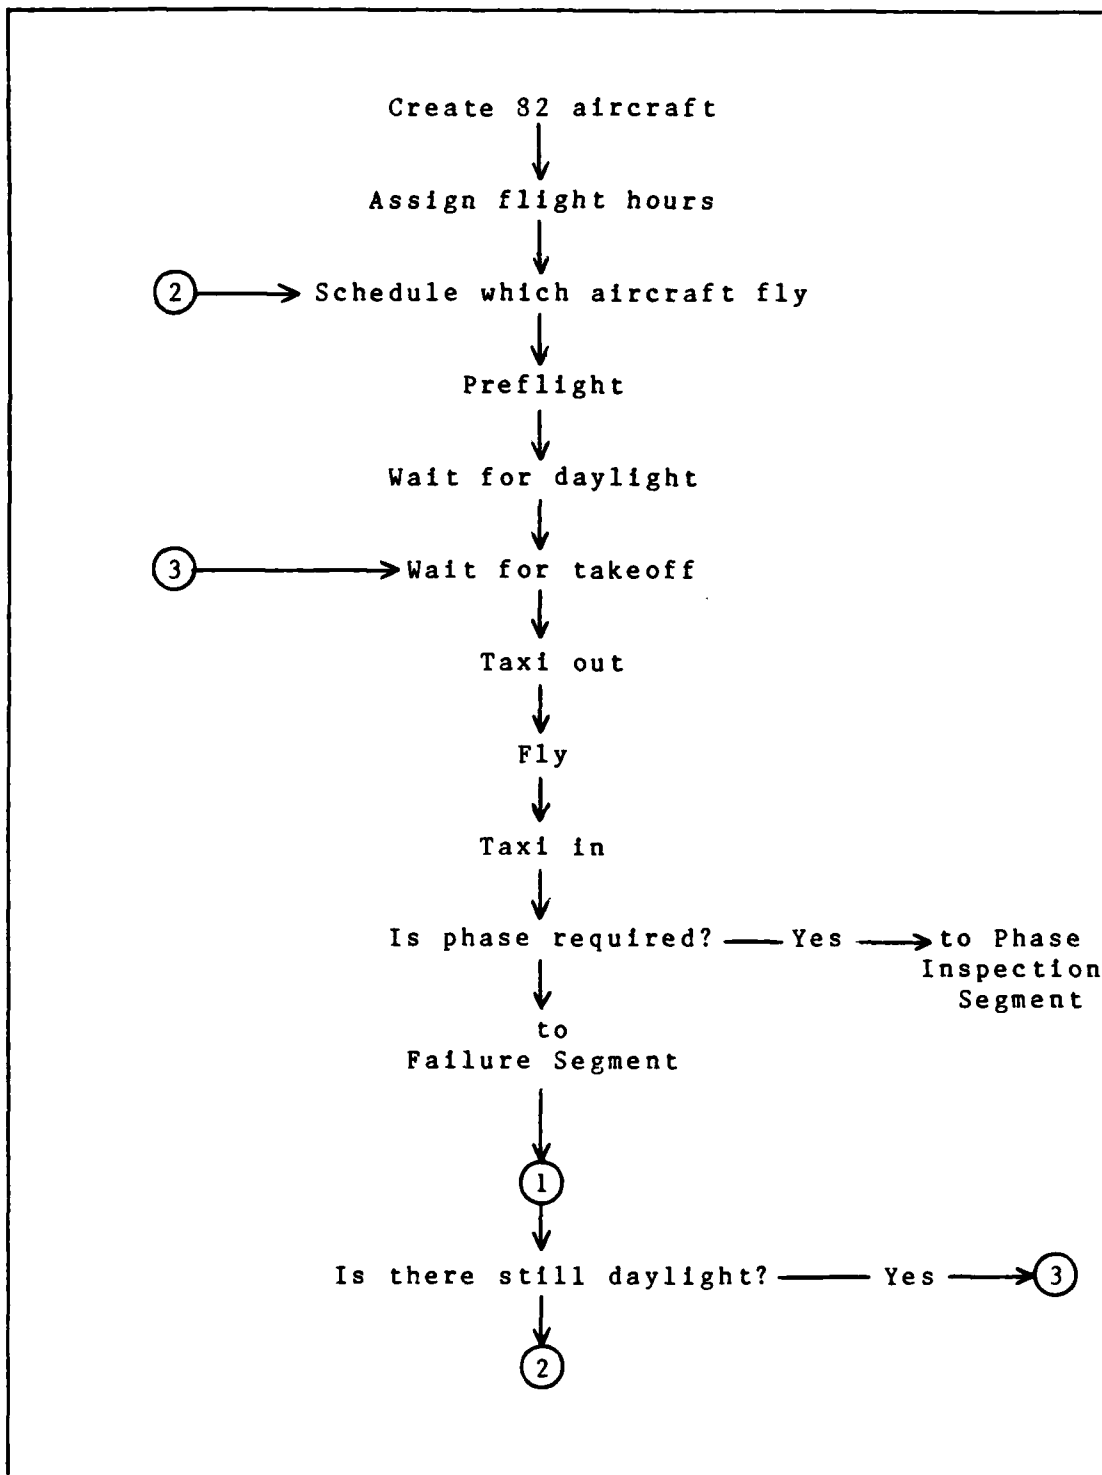 Create 82 aircraft
Assign flight hours
2 Schedule which aircraft fly
Preflight
Wait for daylight
3 Wait for takeoff
Taxi out
Fly
Taxi in
Is phase required? Yes to Phase
Inspection
Segment
to
Failure Segment
1
Is there still daylight? Yes 3
2